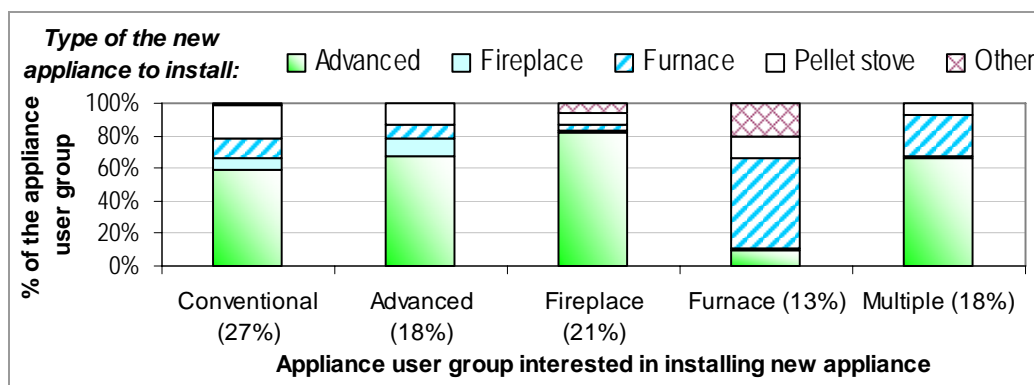 Type of the new
appliance to install:
Advanced
Fireplace
Furnace
Pellet stove
Other
% of the appliance
user group
100%
80%
60%
40%
20%
0%
Conventional
(27%)
Advanced
(18%)
Fireplace
(21%)
Furnace (13%)
Multiple (18%)
Appliance user group interested in installing new appliance